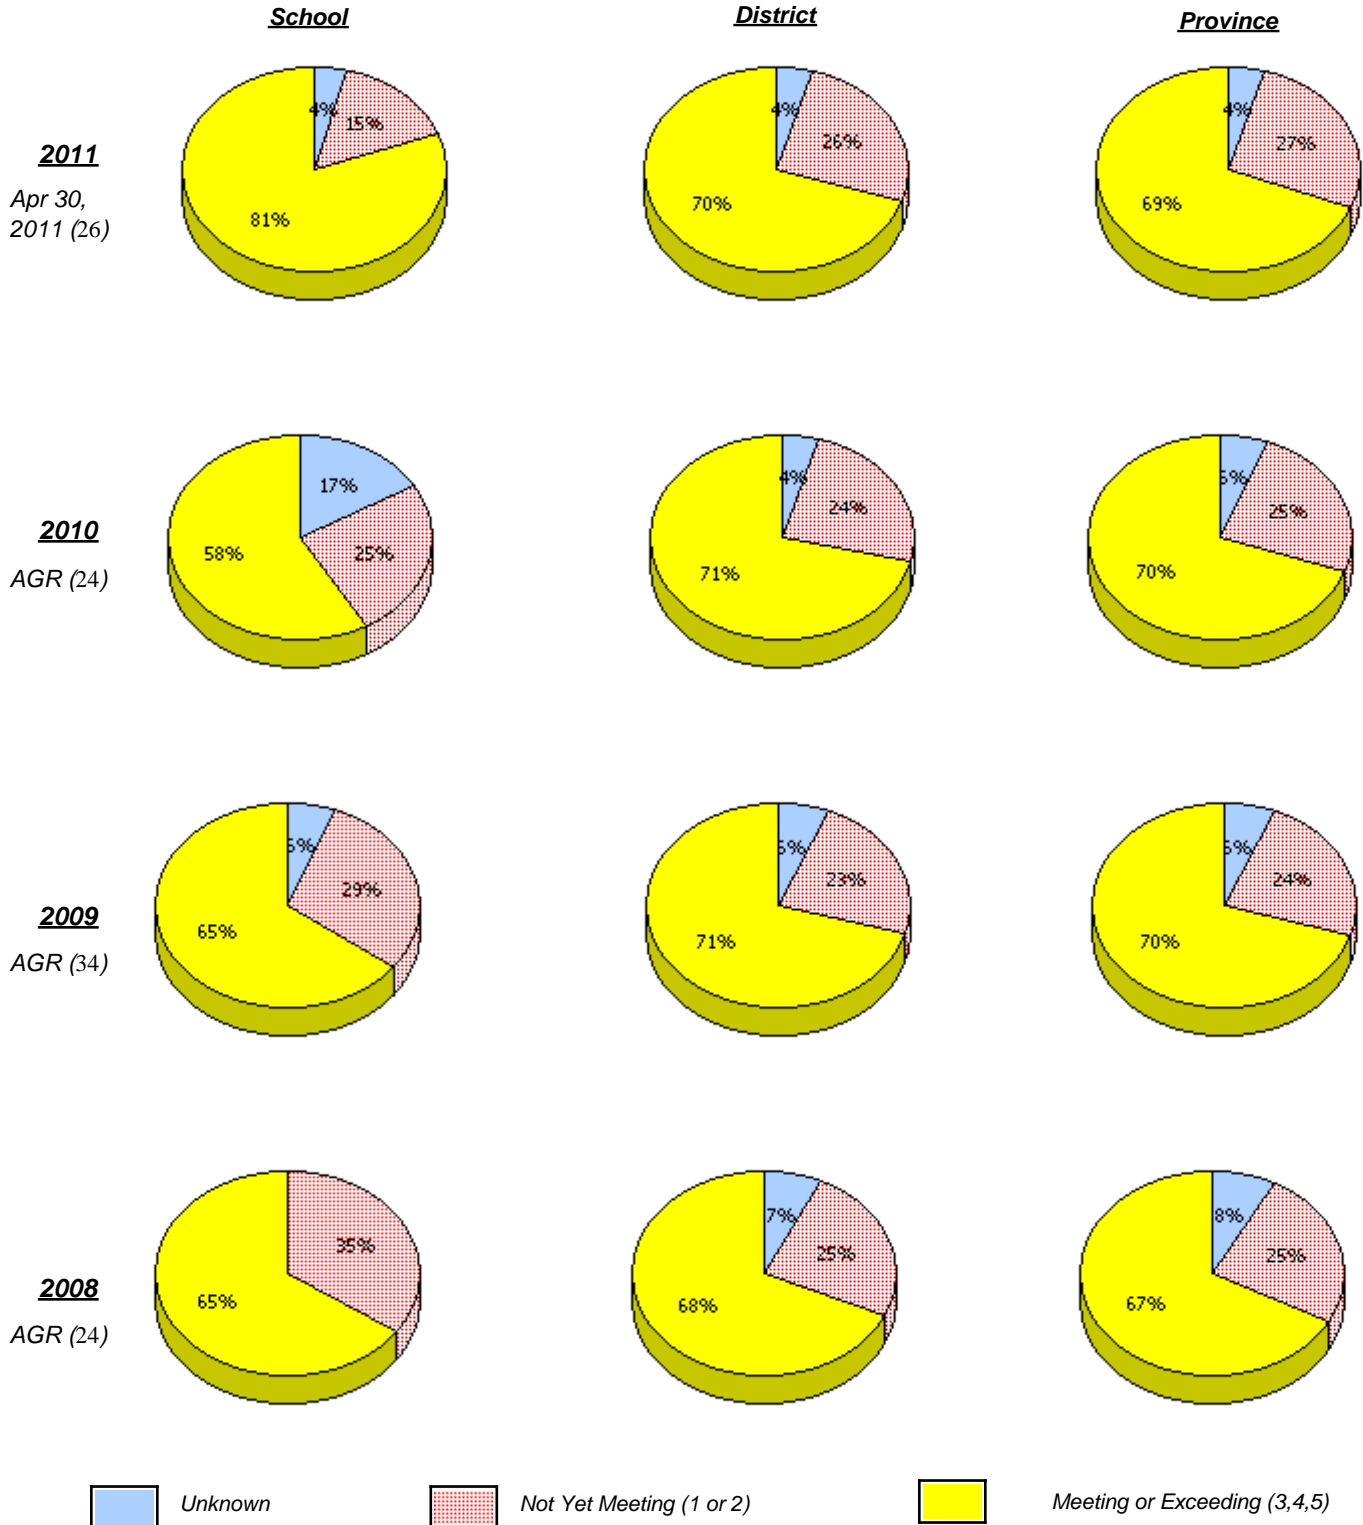 School District Province
4% 15% 81%
4% 26% 70%
4% 27% 69%
2011
Apr 30,
2011 (26)
17% 25% 58%
4% 24% 71%
25% 70%
2010
AGR (24)
29% 65%
23% 71%
24% 70%
2009
AGR (34)
35% 65%
7% 25% 68%
8% 25% 67%
2008
AGR (24)
Unknown Not Yet Meeting (1 or 2) Meeting or Exceeding (3,4,5)